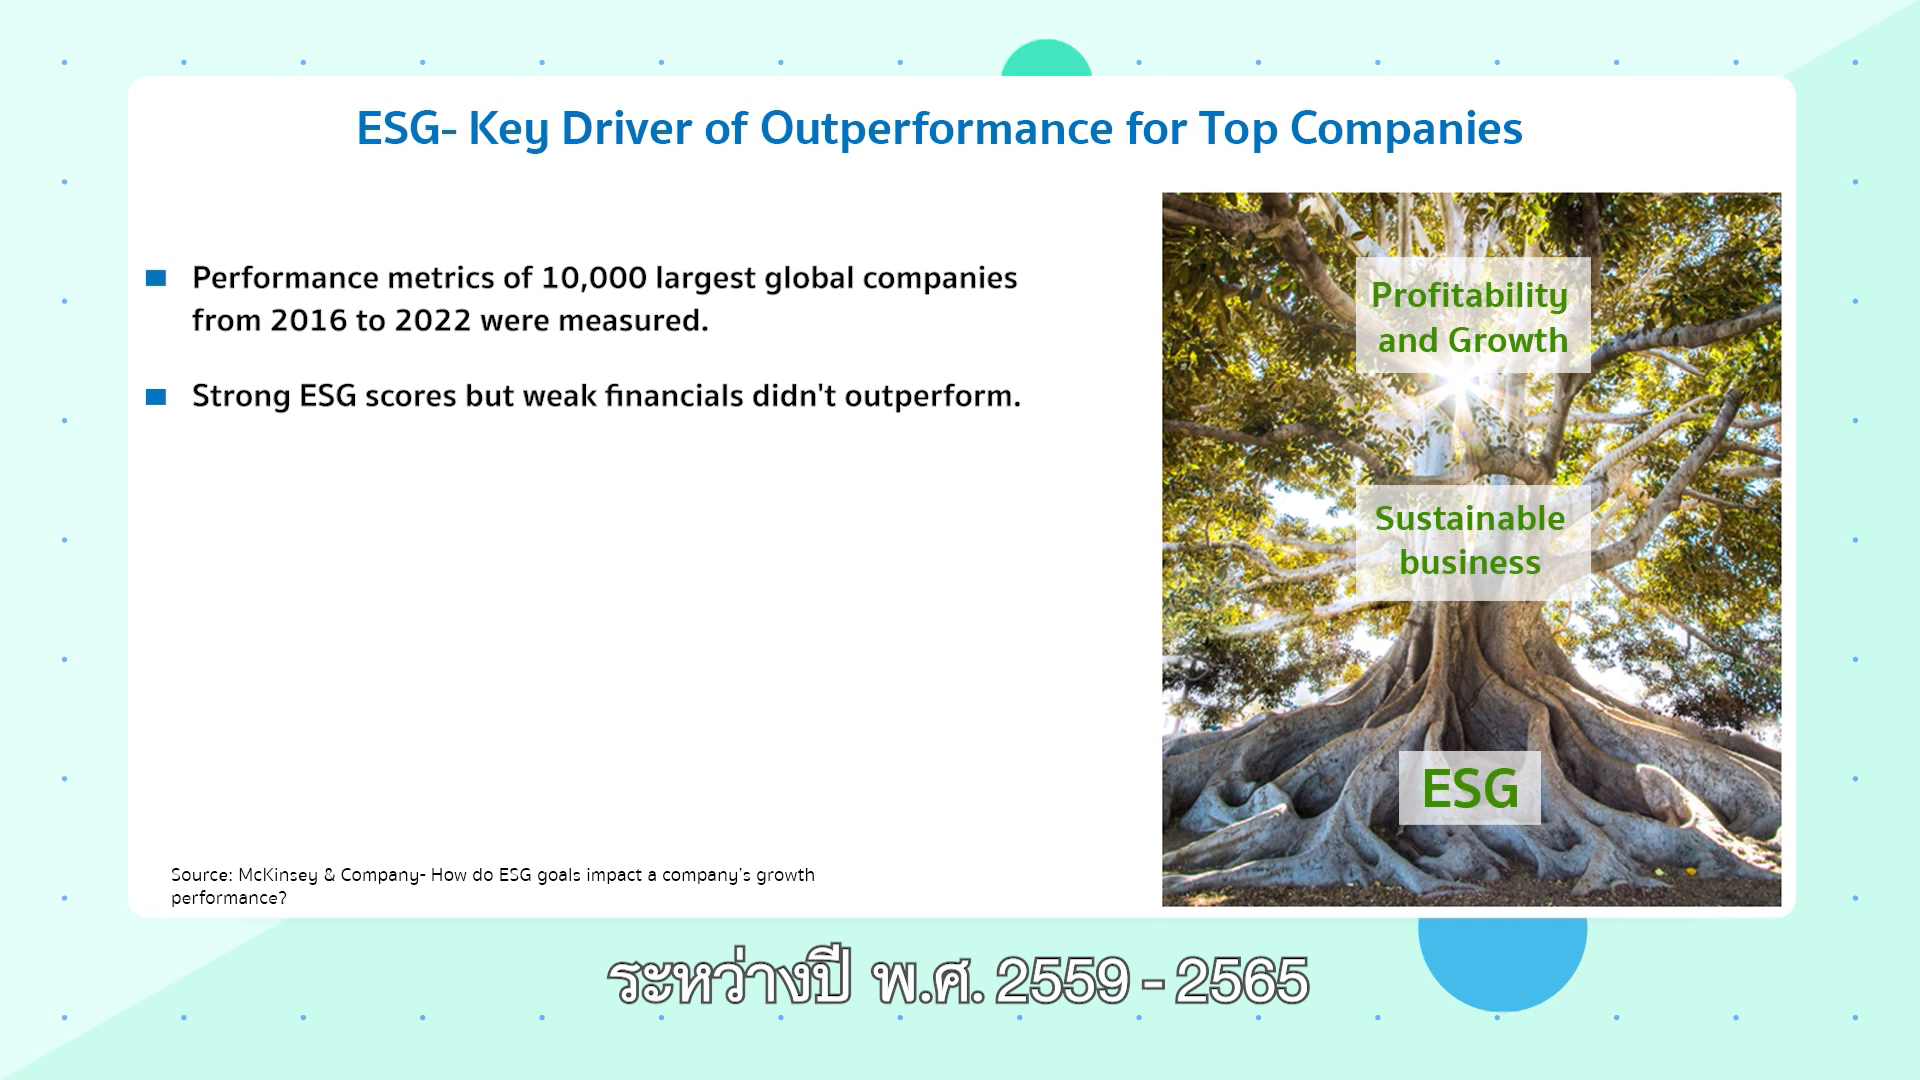 ESG- Key Driver of Outperformance for Top Companies
Performance metrics of 10,000 largest global companies
from 2016 to 2022 were measured.
Strong ESG scores but weak financials didn't outperform.
Profitability
and Growth
Sustainable
business
ESG
Source: McKinsey & Company- How do ESG goals impact a company's growth
performance?
ระหว่างปี พ.ศ. 2559 - 2565